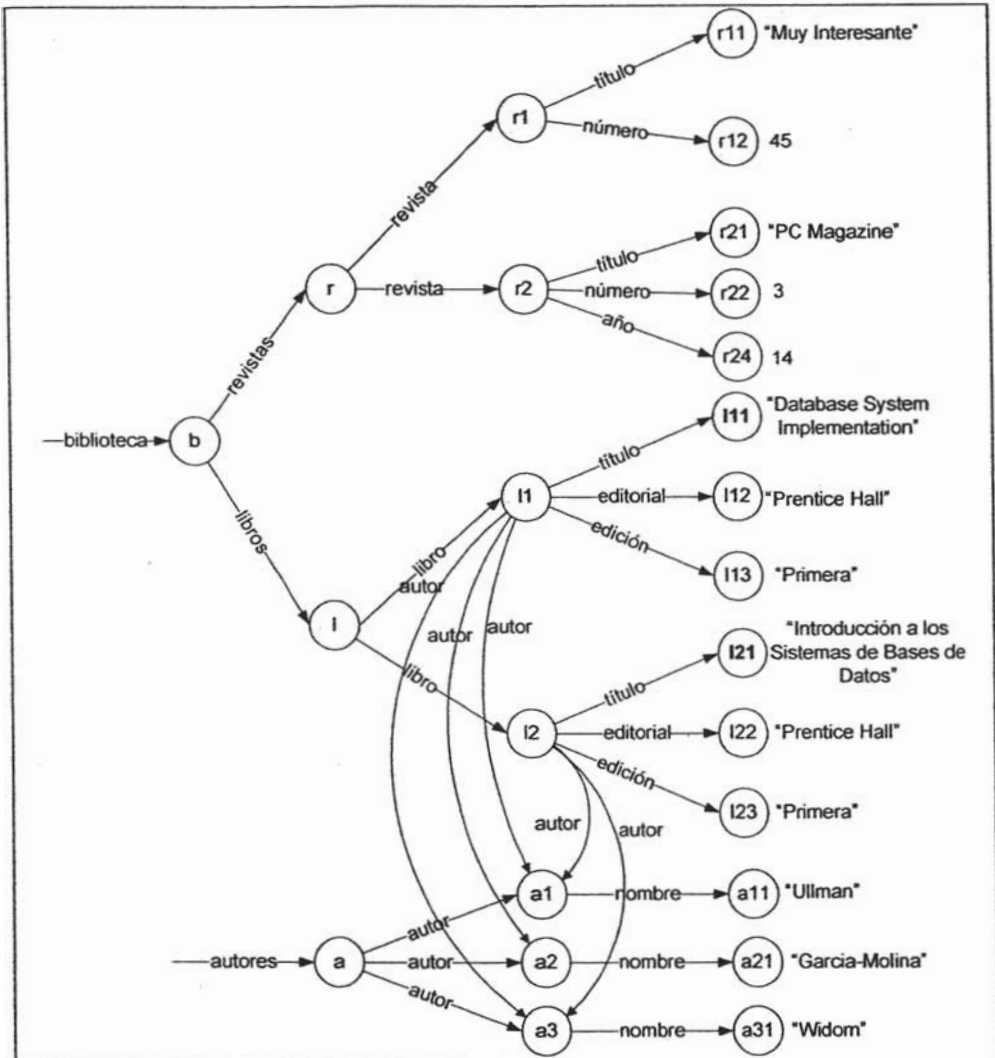 r11 "Muy Interesante"
título
r1
número
r12 45
revista
r21 "PC Magazine"
título
r revista r2
número
r22 3
año
r24 14
revistas
biblioteca b
l11 "Database System
Implementation"
título
l1 editorial l12 "Prentice Hall"
edición
l13 "Primera"
libros
libro
autor
autor
autor
l
libro
"Introducción a los
l21 Sistemas de Bases de
Datos"
título
l2 editorial l22 "Prentice Hall"
edición
l23 "Primera"
autor
autor
a1 nombre a11 "Ullman"
autor
autores a autor a2 nombre a21 "Garcia-Molina"
autor
a3 nombre a31 "Widom"